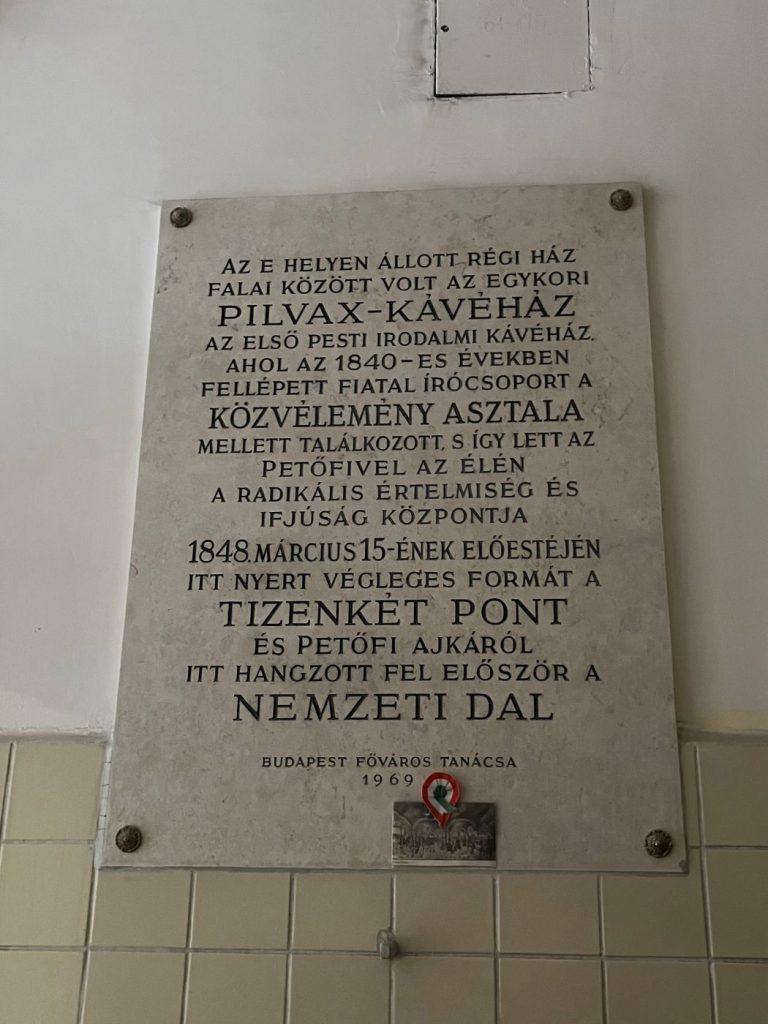 AZ E HELYEN ÁLLOTT RÉGI HÁZ
FALAI KÖZÖTT VOLT AZ EGYKORI
PILVAX-KÁVÉHÁZ
AZ ELSŐ PESTI IRODALMI KÁVÉHÁZ,
AHOL AZ 1840-ES ÉVEKBEN
FELLÉPETT FIATAL ÍRÓCSOPORT A
KÖZVÉLEMÉNY ASZTALA
MELLETT TALÁLKOZOTT, S ÍGY LETT AZ
PETŐFIVEL AZ ÉLÉN
A RADIKÁLIS ÉRTELMISÉG ÉS
IFJÚSÁG KÖZPONTJA
1848. MÁRCIUS 15-ÉNEK ELŐESTÉJÉN
ITT NYERT VÉGLEGES FORMÁT A
TIZENKÉT PONT
ÉS PETŐFI AJKÁRÓL
ITT HANGZOTT FEL ELŐSZÖR A
NEMZETI DAL
BUDAPEST FŐVÁROS TANÁCSA
1969